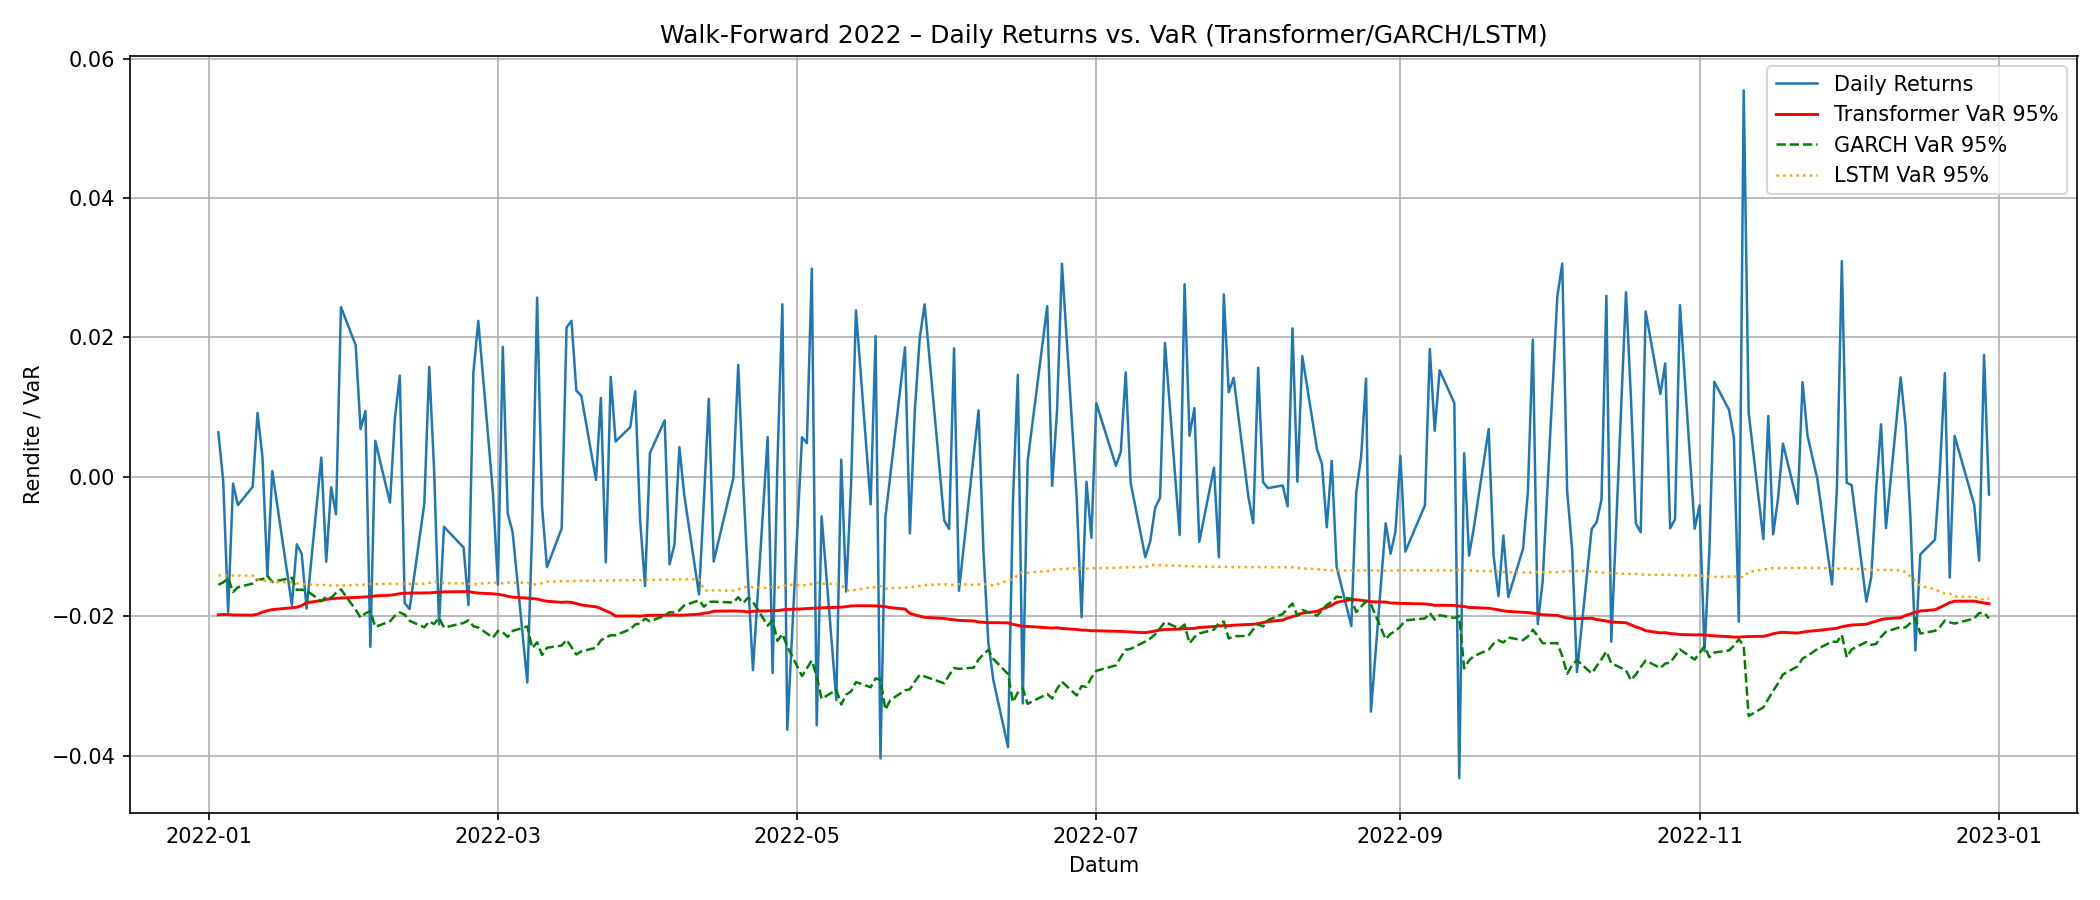 Walk-Forward 2022 – Daily Returns vs. VaR (Transformer/GARCH/LSTM)
Daily Returns
Transformer VaR 95%
GARCH VaR 95%
LSTM VaR 95%
Rendite / VaR
0.06
0.04
0.02
0.00
−0.02
−0.04
2022-01
2022-03
2022-05
2022-07
2022-09
2022-11
2023-01
Datum